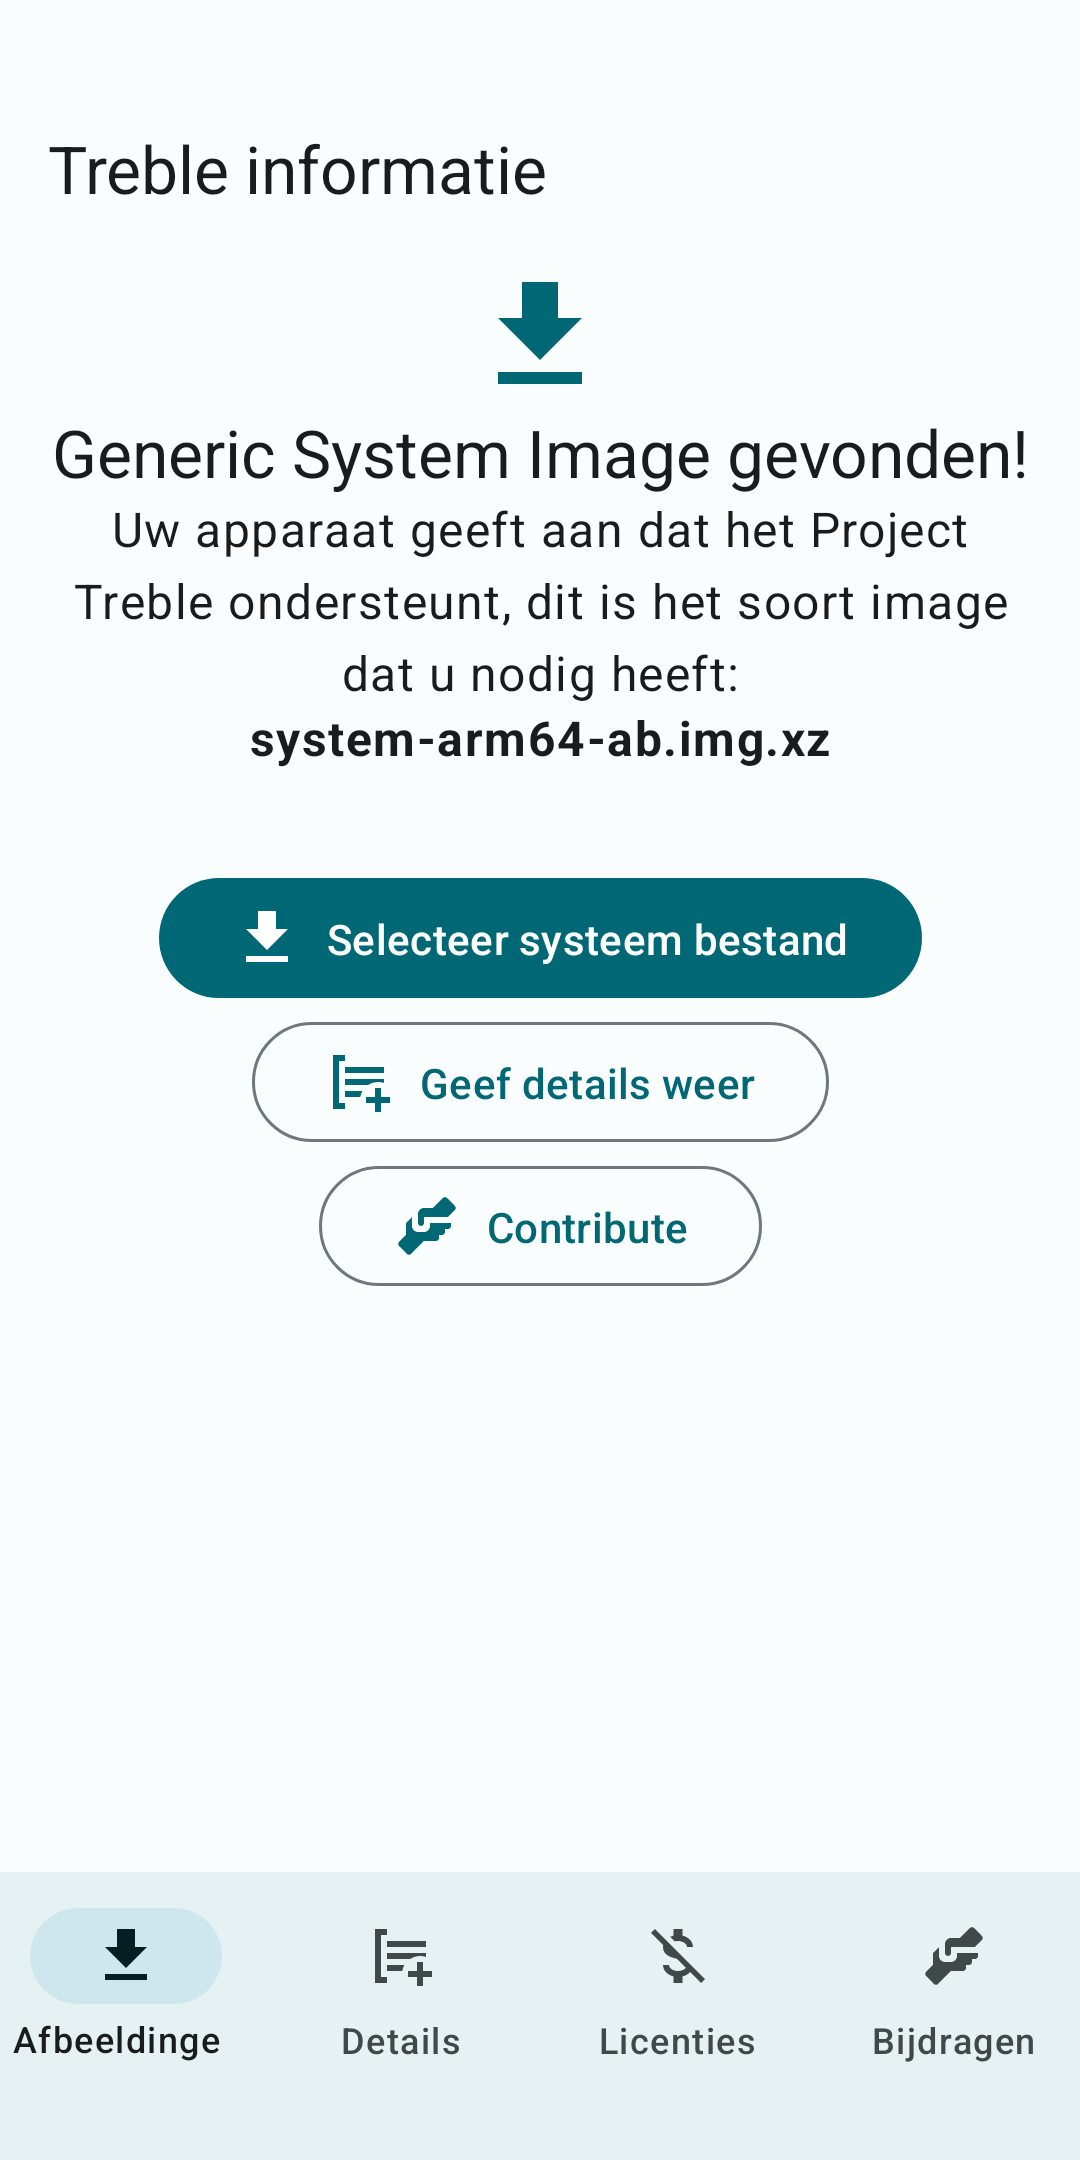 Treble informatie
Generic System Image gevonden!
Uw apparaat geeft aan dat het Project
Treble ondersteunt, dit is het soort image
dat u nodig heeft:
system-arm64-ab.img.xz
Selecteer systeem bestand
Geef details weer
Contribute
Afbeeldinge
Details
Licenties
Bijdragen